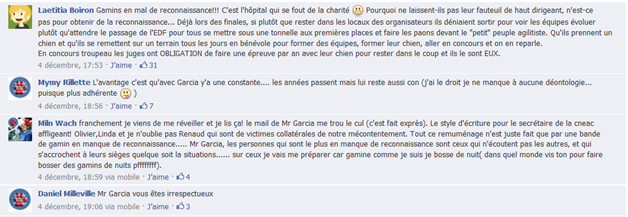 Laetitia Boiron Gamins en mal de reconnaissance!!! C'est l'hôpital qui se fout de la charité Pourquoi ne laissent-ils pas leur fauteuil de haut dirigeant, n'est-ce
pas pour obtenir de la reconnaissance... Déjà lors des finales, si plutôt que rester dans les locaux des organisateurs ils déniaient sortir pour voir les équipes évoluer
plutôt qu'attendre le passage de l'EDF pour tous se mettre sous une tonnelle aux premières places et faire les paons devant le "petit" peuple agilitiste. Qu'ils prennent un
chien et qu'ils se remettent sur un terrain tous les jours en bénévole pour former des équipes, former leur chien, aller en concours et on en reparle.
En concours troupeau les juges ont OBLIGATION de faire une épreuve par an avec leur chien pour rester dans le coup et ils le sont EUX.
4 décembre, 17:53 · J'aime · 31
Mymy Rillette L'avantage c'est qu'avec Garcia y'a une constante.... les années passent mais lui reste aussi con (j'ai le droit je ne manque à aucune déontologie...
puisque plus adhérente )
4 décembre, 18:56 · J'aime · 7
Miln Wach franchement je viens de me réveiller et je lis ça! le mail de Mr Garcia me trou le cul (c'est fait exprès). Le style d'écriture pour le secrétaire de la cneac
affligeant! Olivier,Linda et je n'oublie pas Renaud qui sont de victimes collatérales de notre mécontentement. Tout ce remuménage n'est juste fait que par une bande
de gamin en manque de reconnaissance..... Mr Garcia, les personnes qui sont le plus en manque de reconnaissance sont ceux qui n'écoutent pas les autres, et qui
s'accrochent à leurs sièges quelque soit la situations...... sur ceux je vais me préparer car gamine comme je suis je bosse de nuit( dans quel monde vis ton pour faire
bosser des gamins de nuits pffffffff).
4 décembre, 18:59 via mobile · J'aime · 4
Daniel Milleville Mr Garcia vous êtes irrespectueux
4 décembre, 19:06 via mobile · J'aime · 3